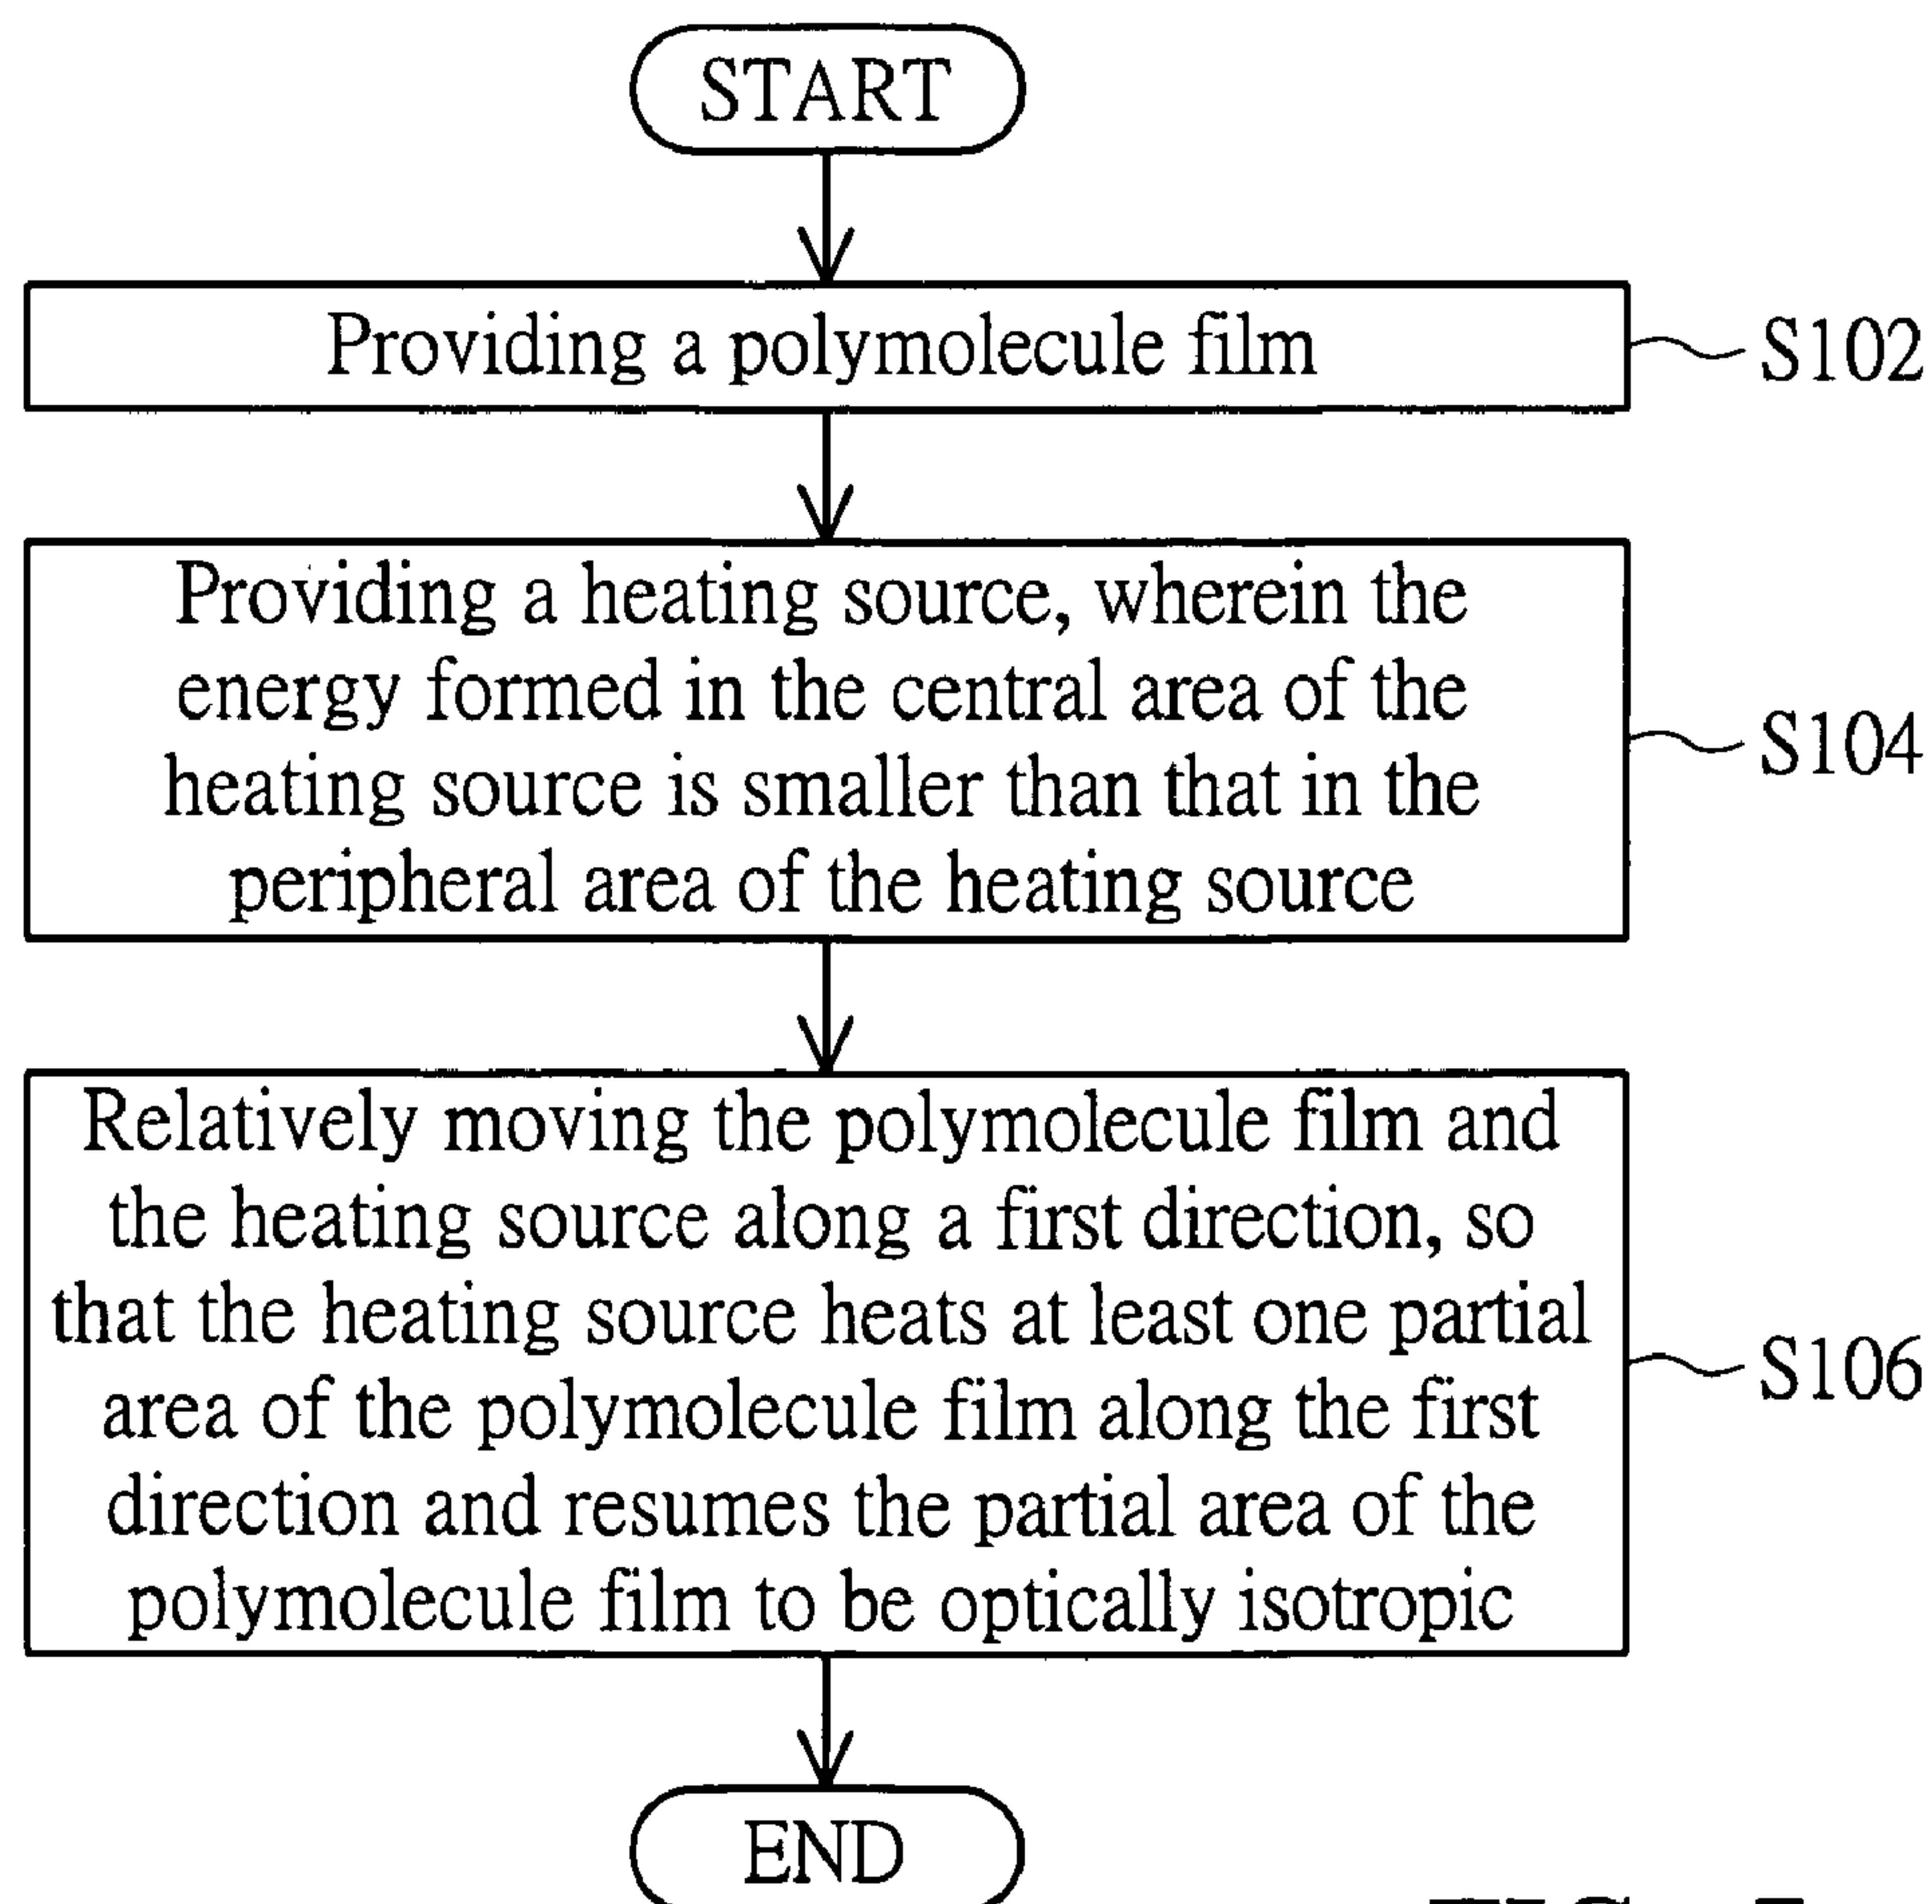 START
Providing a polymolecule film
S102
Providing a heating source, wherein the
energy formed in the central area of the
heating source is smaller than that in the
peripheral area of the heating source
S104
Relatively moving the polymolecule film and
the heating source along a first direction, so
that the heating source heats at least one partial
area of the polymolecule film along the first
direction and resumes the partial area of the
polymolecule film to be optically isotropic
S106
END